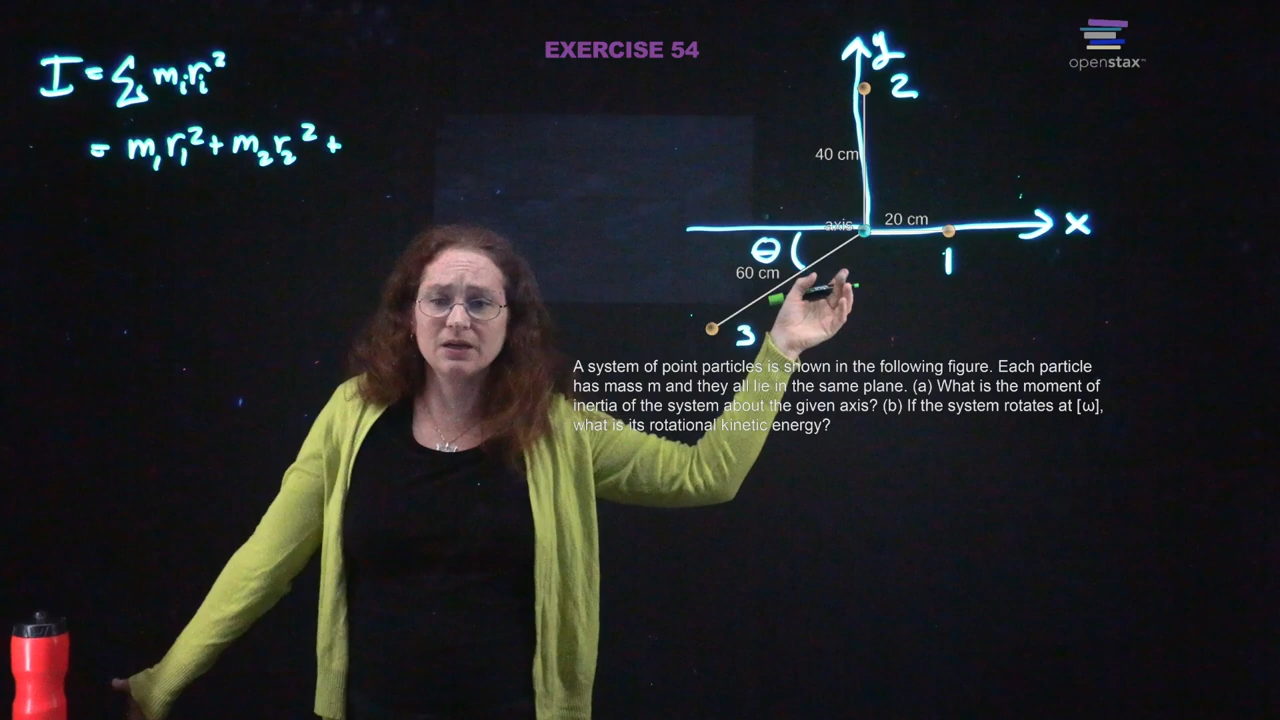 EXERCISE 54
openstax™
I = Σ mᵢrᵢ²
= m₁r₁² + m₂r₂² +
y
2
40 cm
axis
20 cm
x
θ
1
60 cm
3
A system of point particles is shown in the following figure. Each particle
has mass m and they all lie in the same plane. (a) What is the moment of
inertia of the system about the given axis? (b) If the system rotates at [ω],
what is its rotational kinetic energy?